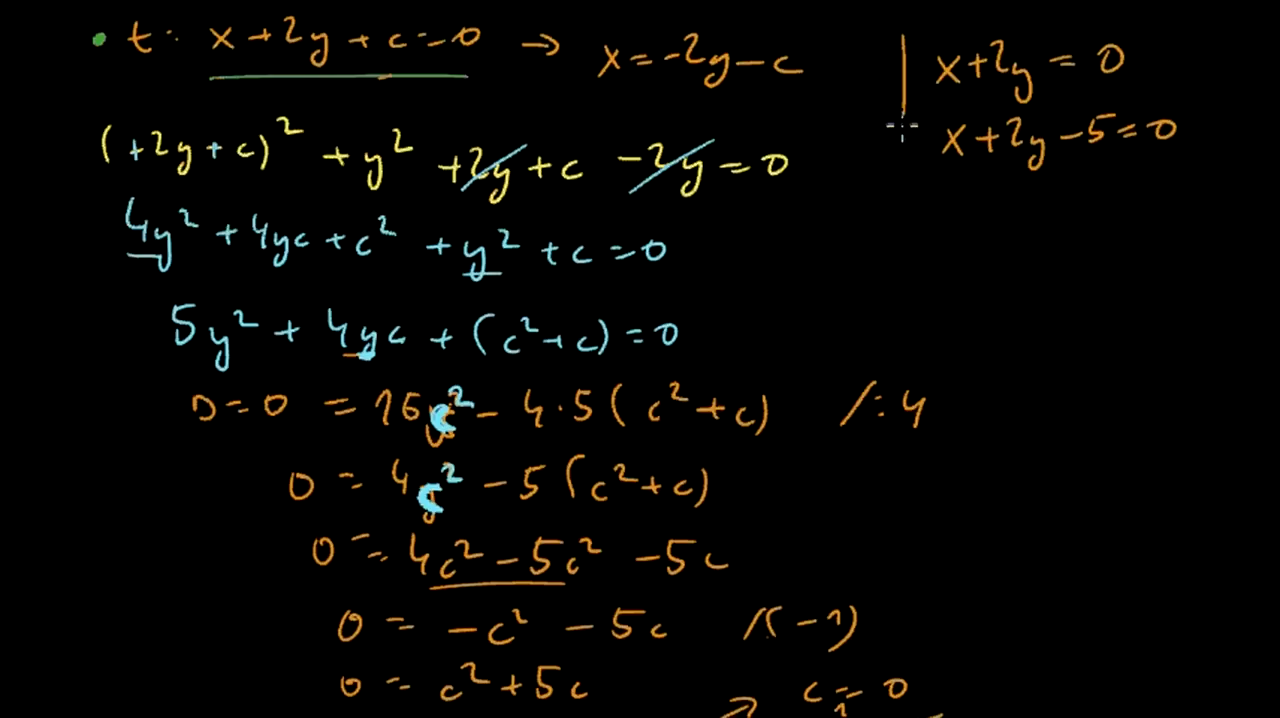 • t: x+2y+c=0 → x=-2y-c
x+2y=0
x+2y-5=0
(+2y+c)² +y² +2y+c -2y=0
4y² +4yc+c² +y² +c=0
5y² + 4yc + (c²+c)=0
D=0 = 16c² - 4·5(c²+c) /:4
0 = 4c² - 5(c²+c)
0 = 4c² - 5c² - 5c
0 = -c² - 5c /(-1)
0 = c² + 5c → c₁=0